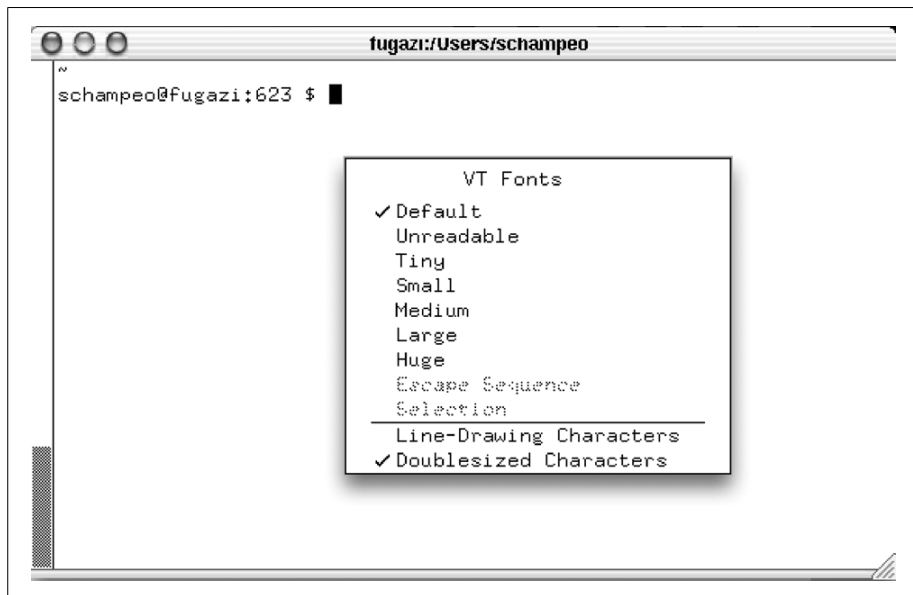 fugazi:/Users/schampeo
~
schampeo@fugazi:623 $
VT Fonts
✓ Default
Unreadable
Tiny
Small
Medium
Large
Huge
Escape Sequence
Selection
Line-Drawing Characters
✓ Doublesized Characters